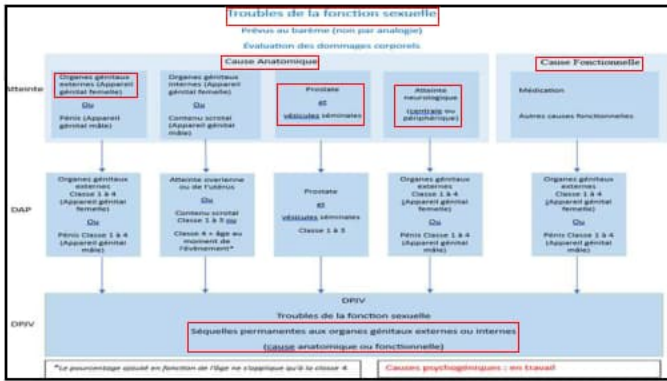 Troubles de la fonction sexuelle
Prévus au barème (non par analogie)
Évaluation des dommages corporels
Cause Anatomique
Cause Fonctionnelle
Atteinte
Organes génitaux
externes (Appareil
génital femelle)
Ou
Pénis (Appareil
génital mâle)
Organes génitaux
internes (Appareil
génital femelle)
Ou
Contenu scrotal
(Appareil génital
mâle)
Prostate
et
vésicules séminales
Atteinte
neurologique
(centrale ou
périphérique)
Médication
Autres causes fonctionnelles
DAP
Organes génitaux
externes
Classe 1 à 4
(Appareil génital
femelle)
Ou
Pénis Classe 1 à 4
(Appareil génital
mâle)
Atteinte ovarienne
ou de l'utérus
Ou
Contenu scrotal
Classe 1 à 3 ou
Classe 4 + âge au
moment de
l'événement*
Prostate
et
vésicules séminales
Classe 1 à 3
Organes génitaux
externes
Classe 1 à 4
(Appareil génital
femelle)
Ou
Pénis Classe 1 à 4
(Appareil génital
mâle)
Organes génitaux
externes
Classe 1 à 4
(Appareil génital
femelle)
Ou
Pénis Classe 1 à 4
(Appareil génital
mâle)
DPJV
DPJV
Troubles de la fonction sexuelle
Séquelles permanentes aux organes génitaux externes ou internes
(cause anatomique ou fonctionnelle)
*Le pourcentage ajouté en fonction de l'âge ne s'applique qu'à la classe 4
Causes psychogéniques : en travail